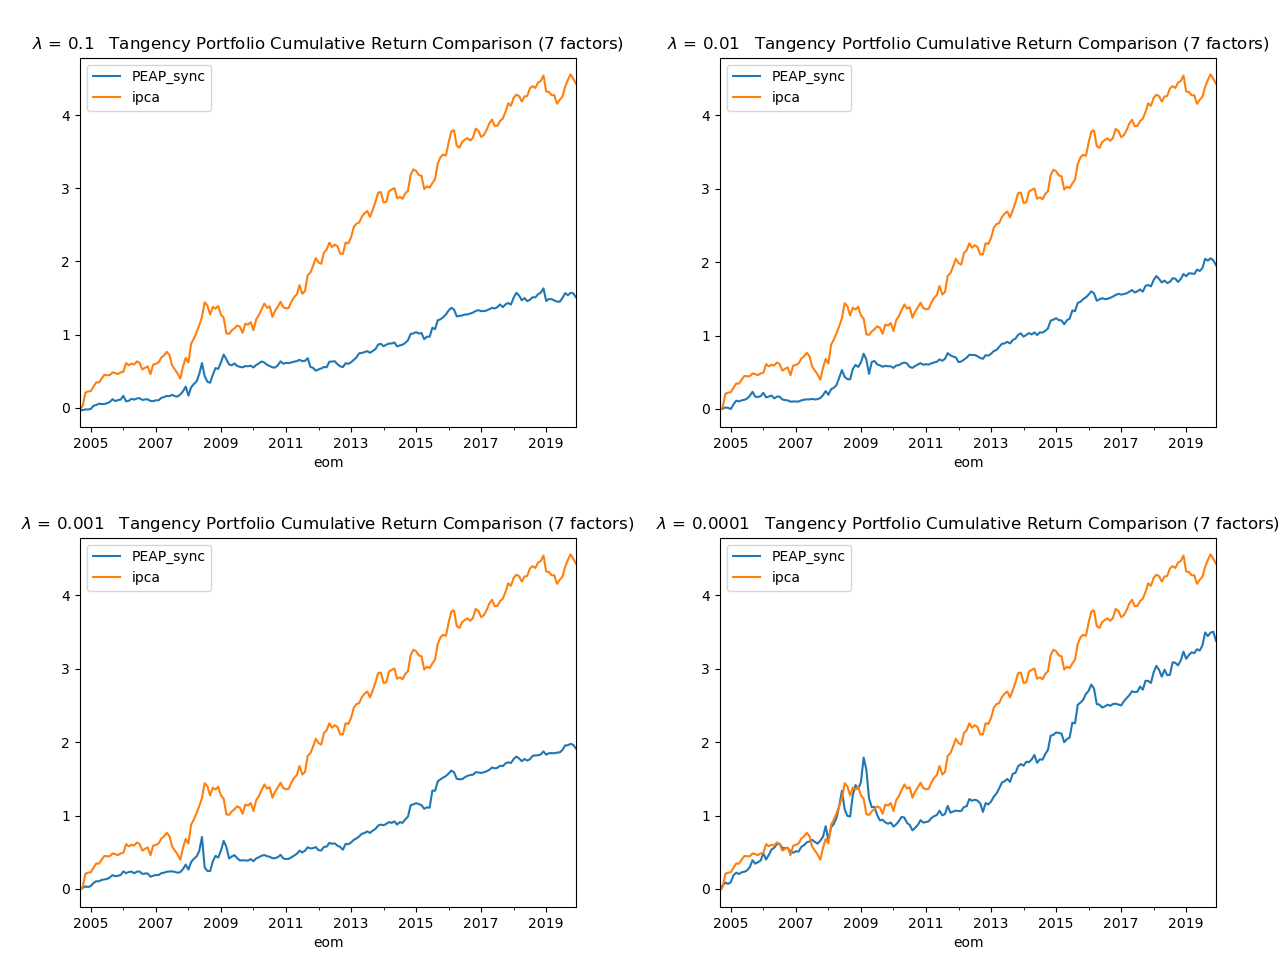 λ = 0.1   Tangency Portfolio Cumulative Return Comparison (7 factors)
PEAP_sync
ipca
4
3
2
1
0
2005 2007 2009 2011 2013 2015 2017 2019
eom
λ = 0.01   Tangency Portfolio Cumulative Return Comparison (7 factors)
PEAP_sync
ipca
4
3
2
1
0
2005 2007 2009 2011 2013 2015 2017 2019
eom
λ = 0.001   Tangency Portfolio Cumulative Return Comparison (7 factors)
PEAP_sync
ipca
4
3
2
1
0
2005 2007 2009 2011 2013 2015 2017 2019
eom
λ = 0.0001   Tangency Portfolio Cumulative Return Comparison (7 factors)
PEAP_sync
ipca
4
3
2
1
0
2005 2007 2009 2011 2013 2015 2017 2019
eom